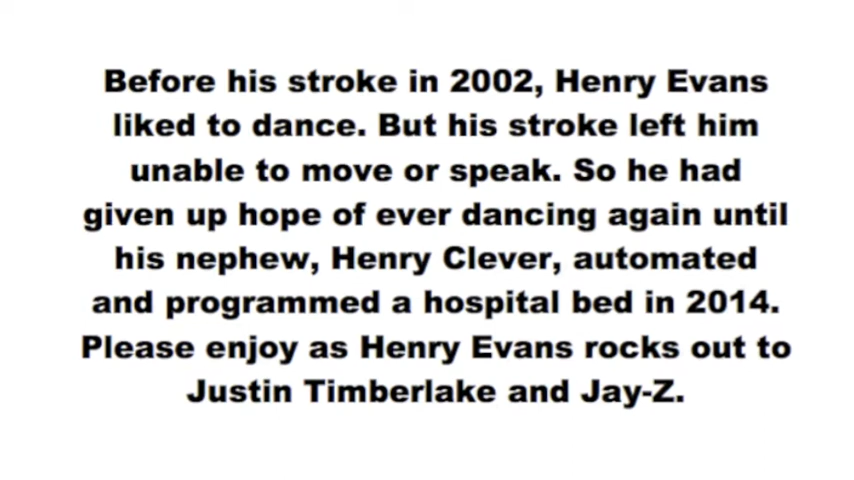 Before his stroke in 2002, Henry Evans
liked to dance. But his stroke left him
unable to move or speak. So he had
given up hope of ever dancing again until
his nephew, Henry Clever, automated
and programmed a hospital bed in 2014.
Please enjoy as Henry Evans rocks out to
Justin Timberlake and Jay-Z.